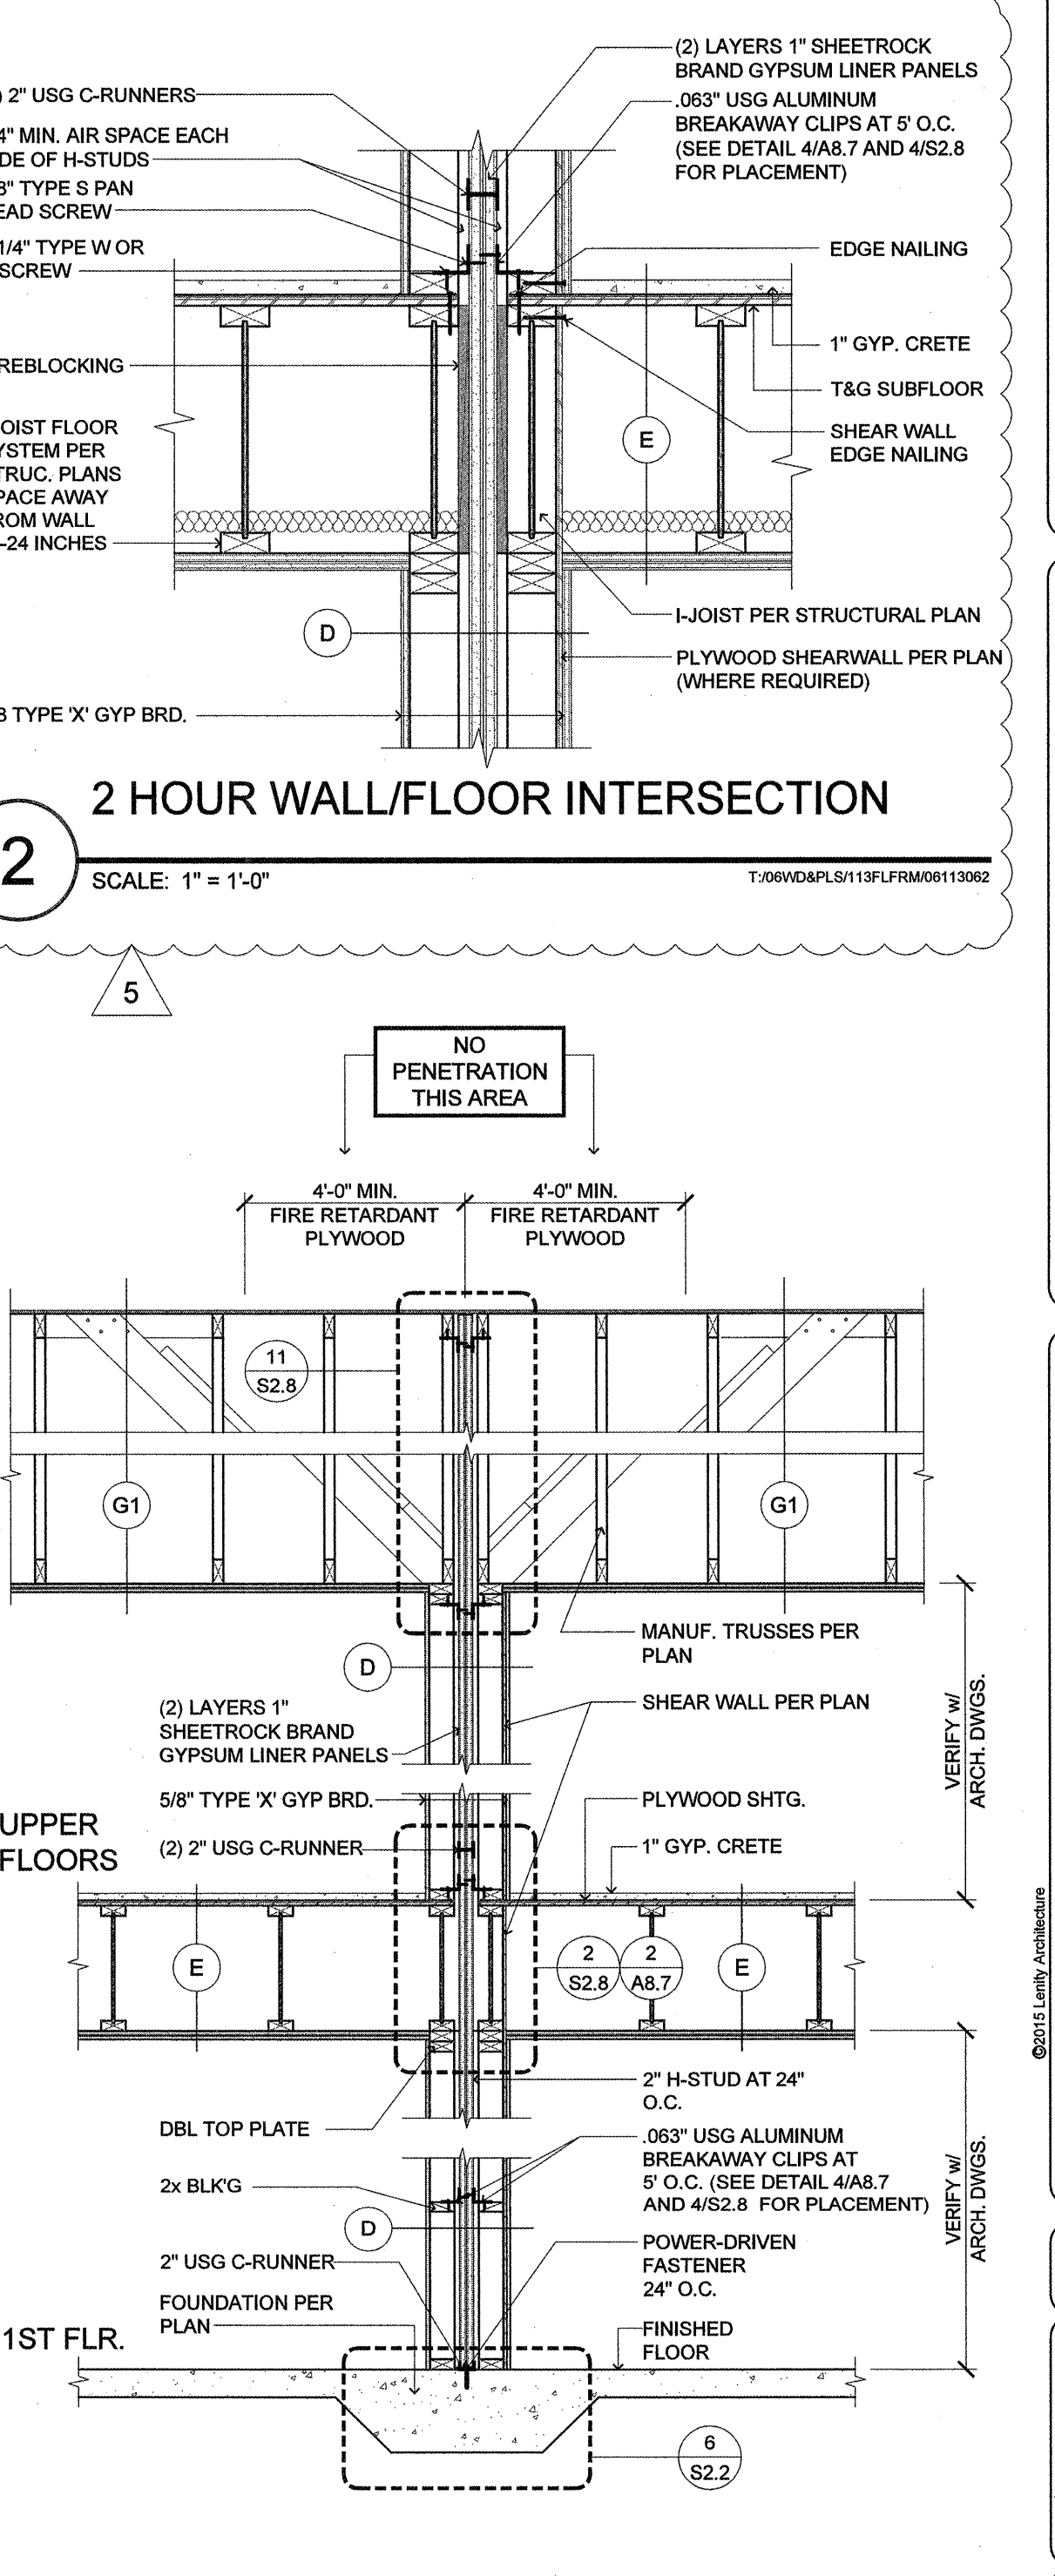 (2) LAYERS 1" SHEETROCK
BRAND GYPSUM LINER PANELS
.063" USG ALUMINUM
BREAKAWAY CLIPS AT 5' O.C.
(SEE DETAIL 4/A8.7 AND 4/S2.8
FOR PLACEMENT)
) 2" USG C-RUNNERS
4" MIN. AIR SPACE EACH
DE OF H-STUDS
8" TYPE S PAN
EAD SCREW
1/4" TYPE W OR
SCREW
EDGE NAILING
1" GYP. CRETE
REBLOCKING
T&G SUBFLOOR
OIST FLOOR
YSTEM PER
TRUC. PLANS
PACE AWAY
ROM WALL
-24 INCHES
SHEAR WALL
EDGE NAILING
E
I-JOIST PER STRUCTURAL PLAN
D
PLYWOOD SHEARWALL PER PLAN
(WHERE REQUIRED)
8 TYPE 'X' GYP BRD.
2 HOUR WALL/FLOOR INTERSECTION
2
SCALE: 1" = 1'-0"
T:/06WD&PLS/113FLFRM/06113062
5
NO
PENETRATION
THIS AREA
4'-0" MIN.
FIRE RETARDANT
PLYWOOD
4'-0" MIN.
FIRE RETARDANT
PLYWOOD
11
S2.8
G1
G1
MANUF. TRUSSES PER
PLAN
D
(2) LAYERS 1"
SHEETROCK BRAND
GYPSUM LINER PANELS
SHEAR WALL PER PLAN
VERIFY w/
ARCH. DWGS.
5/8" TYPE 'X' GYP BRD.
PLYWOOD SHTG.
UPPER
FLOORS
(2) 2" USG C-RUNNER
1" GYP. CRETE
E
2
S2.8
2
A8.7
E
©2015 Lenity Architecture
2" H-STUD AT 24"
O.C.
DBL TOP PLATE
.063" USG ALUMINUM
BREAKAWAY CLIPS AT
5' O.C. (SEE DETAIL 4/A8.7
AND 4/S2.8 FOR PLACEMENT)
2x BLK'G
D
VERIFY w/
ARCH. DWGS.
2" USG C-RUNNER
POWER-DRIVEN
FASTENER
24" O.C.
FOUNDATION PER
PLAN
1ST FLR.
FINISHED
FLOOR
6
S2.2